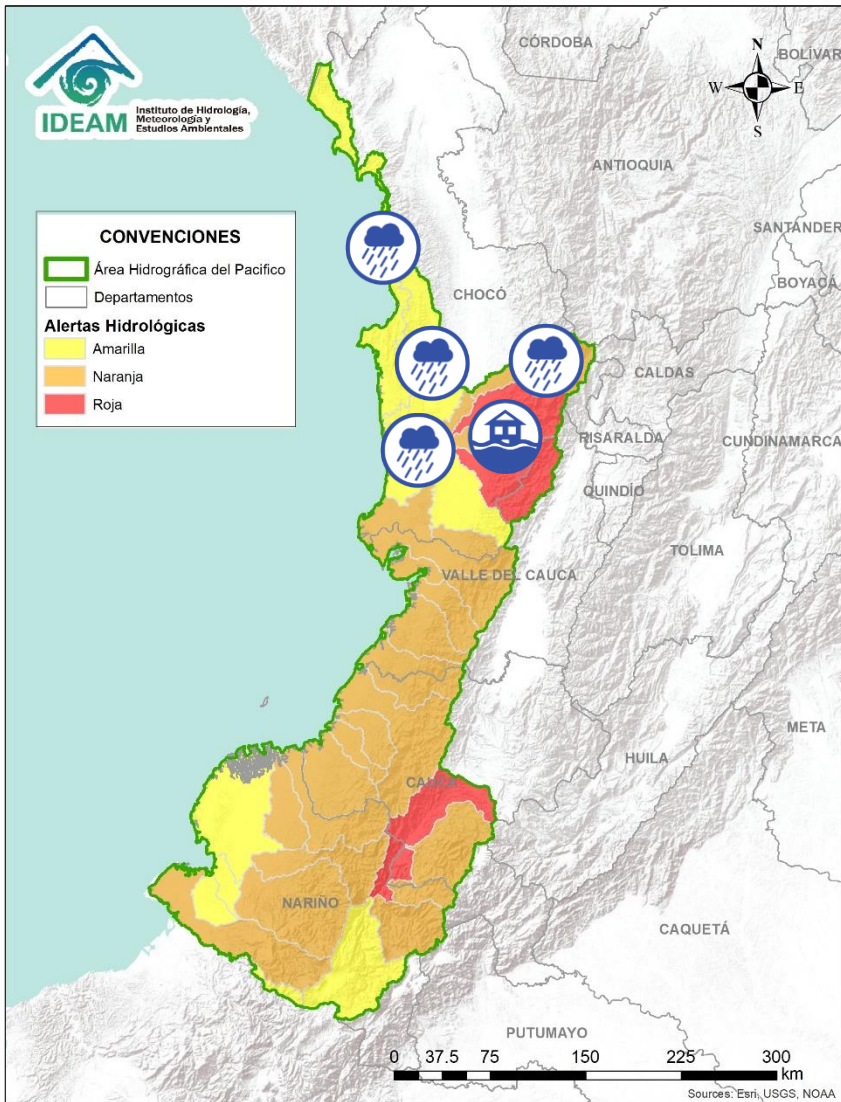 IDEAM
Instituto de Hidrología,
Meteorología y
Estudios Ambientales
N
W E
S
CÓRDOBA
BOLÍVAR
ANTIOQUIA
SANTANDER
BOYACÁ
CONVENCIONES
Área Hidrográfica del Pacifico
Departamentos
Alertas Hidrológicas
Amarilla
Naranja
Roja
CHOCÓ
CALDAS
RISARALDA
CUNDINAMARCA
QUINDÍO
TOLIMA
VALLE DEL CAUCA
META
HUILA
CAUCA
NARIÑO
CAQUETÁ
PUTUMAYO
0 37.5 75 150 225 300
km
Sources: Esri, USGS, NOAA